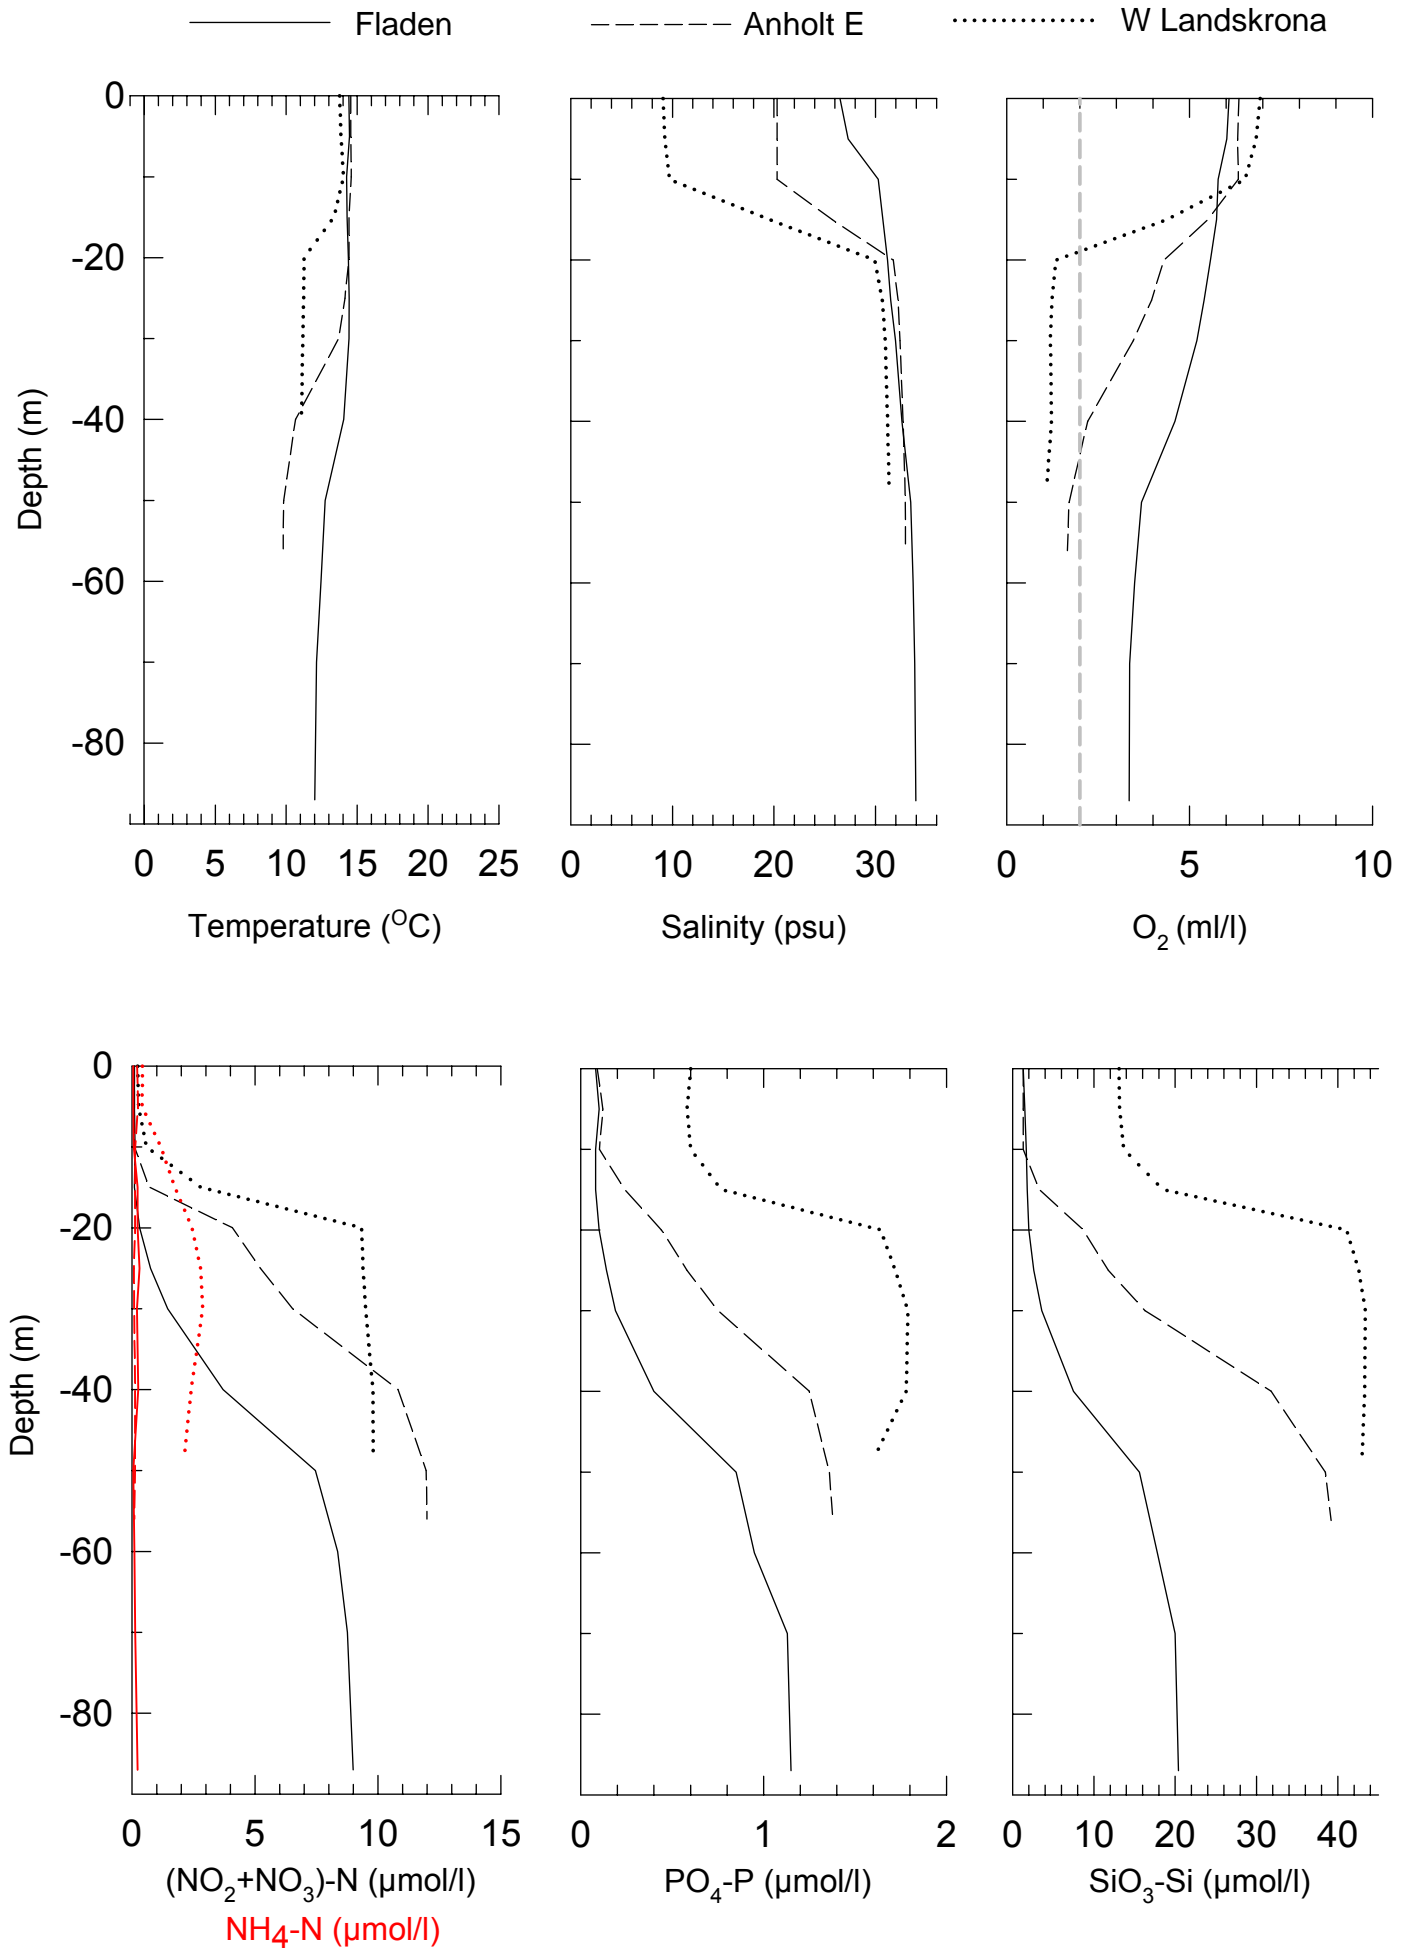 Fladen Anholt E W Landskrona
0
-20
-40
-60
-80
Depth (m)
0 5 10 15 20 25
Temperature (ᴼC)
0 10 20 30
Salinity (psu)
0 5 10
O₂ (ml/l)
0
-20
-40
-60
-80
Depth (m)
0 5 10 15
(NO₂+NO₃)-N (µmol/l)
NH4-N (µmol/l)
0 1 2
PO₄-P (µmol/l)
0 10 20 30 40
SiO₃-Si (µmol/l)